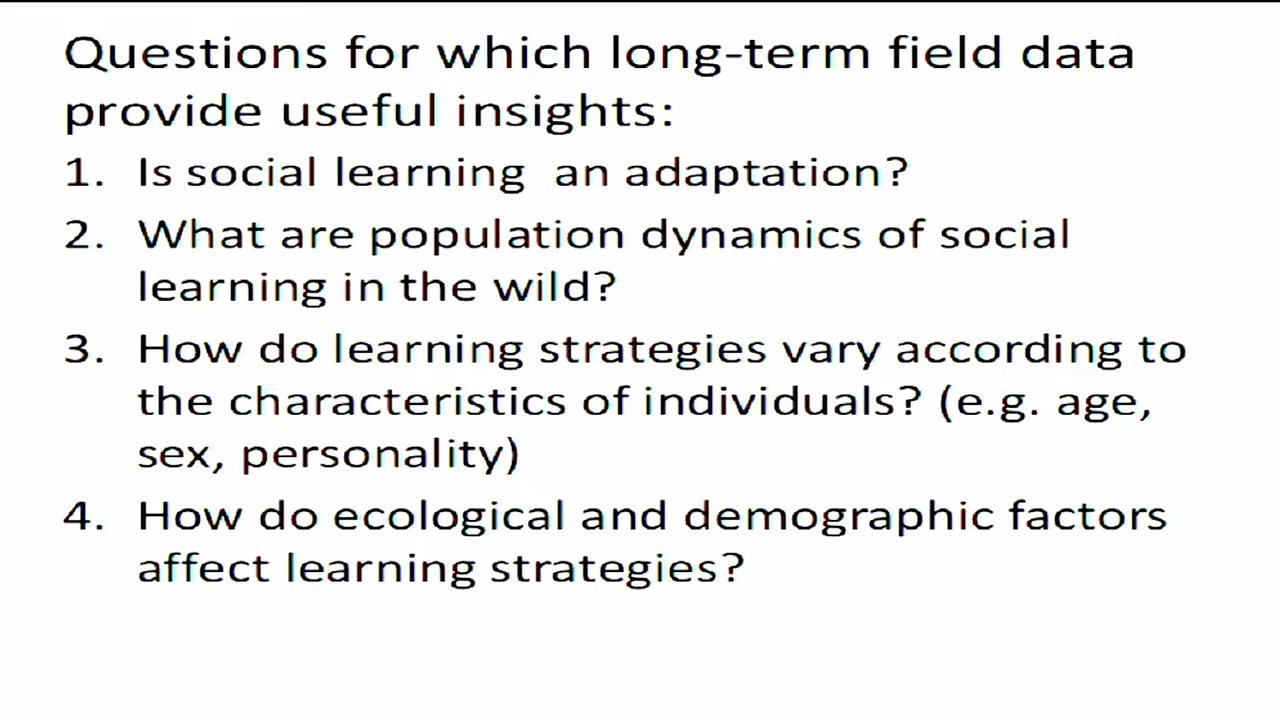 Questions for which long-term field data
provide useful insights:
1. Is social learning  an adaptation?
2. What are population dynamics of social
learning in the wild?
3. How do learning strategies vary according to
the characteristics of individuals? (e.g. age,
sex, personality)
4. How do ecological and demographic factors
affect learning strategies?